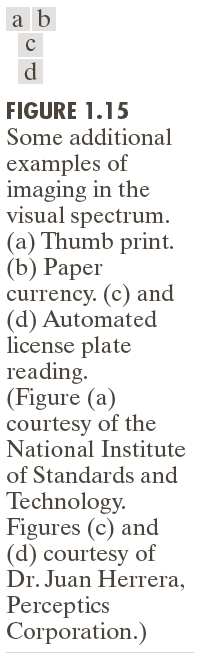 a b
c
d
FIGURE 1.15
Some additional
examples of
imaging in the
visual spectrum.
(a) Thumb print.
(b) Paper
currency. (c) and
(d) Automated
license plate
reading.
(Figure (a)
courtesy of the
National Institute
of Standards and
Technology.
Figures (c) and
(d) courtesy of
Dr. Juan Herrera,
Perceptics
Corporation.)